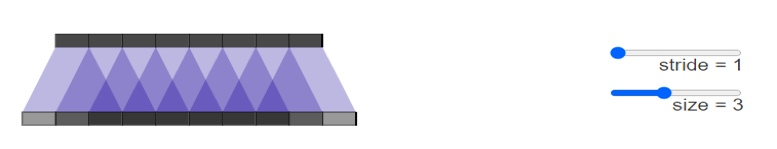 stride = 1
size = 3